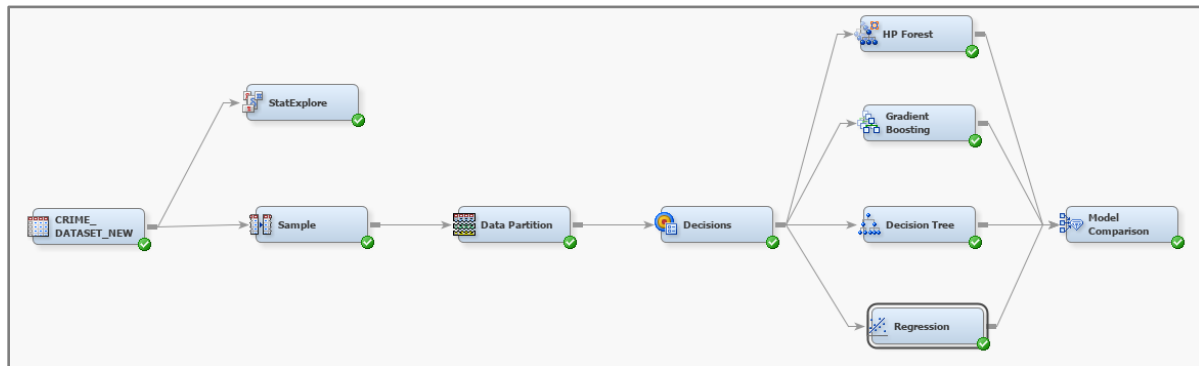 HP Forest
StatExplore
Gradient
Boosting
CRIME_
DATASET_NEW
Sample
Data Partition
Decisions
Decision Tree
Model
Comparison
Regression